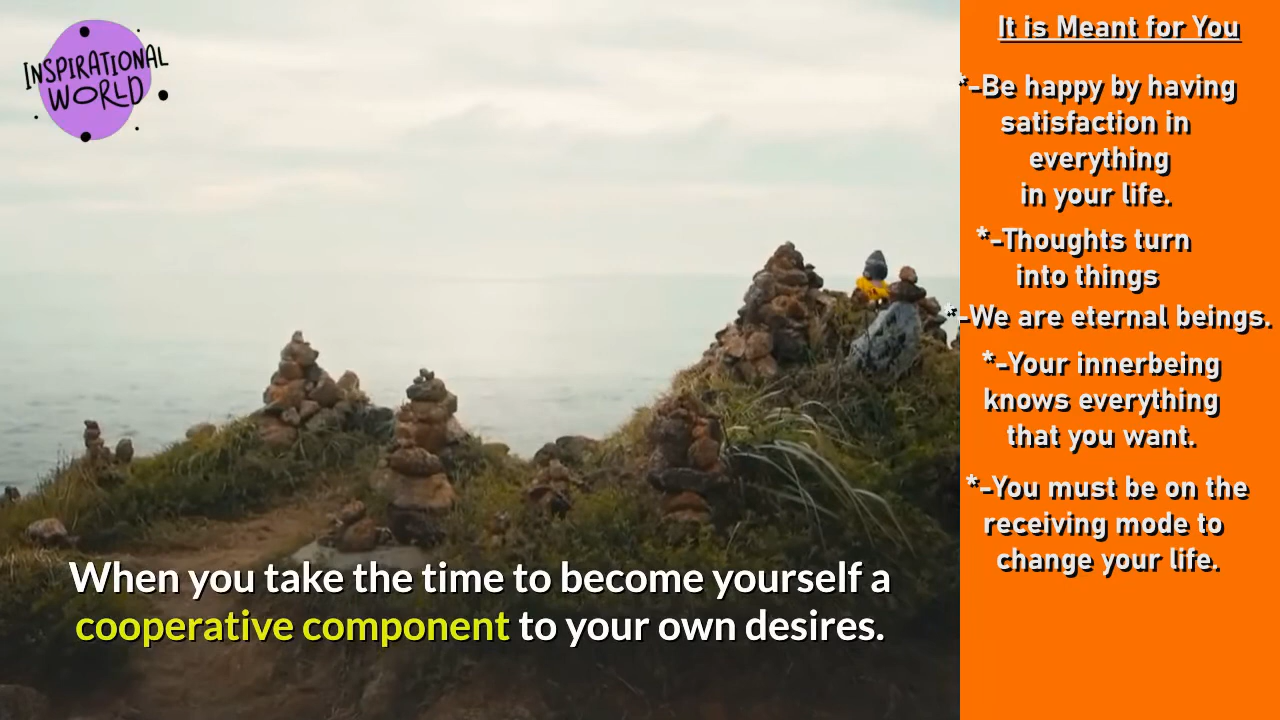 INSPIRATIONAL
WORLD
It is Meant for You
*-Be happy by having
satisfaction in
everything
in your life.
*-Thoughts turn
into things
*-We are eternal beings.
*-Your innerbeing
knows everything
that you want.
*-You must be on the
receiving mode to
change your life.
When you take the time to become yourself a
cooperative component to your own desires.